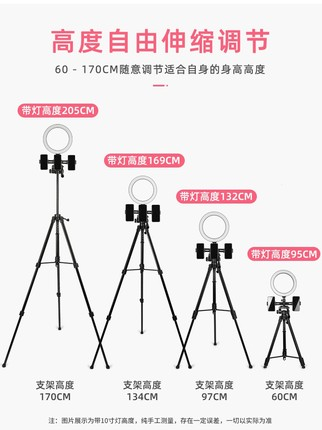 高度自由伸缩调节
60 - 170CM随意调节适合自身的身高高度
带灯高度205CM
带灯高度169CM
带灯高度132CM
带灯高度95CM
支架高度
170CM
支架高度
134CM
支架高度
97CM
支架高度
60CM
注：图片展示为带10寸灯高度，纯手工测量，存在一定误差，一切以实际为准